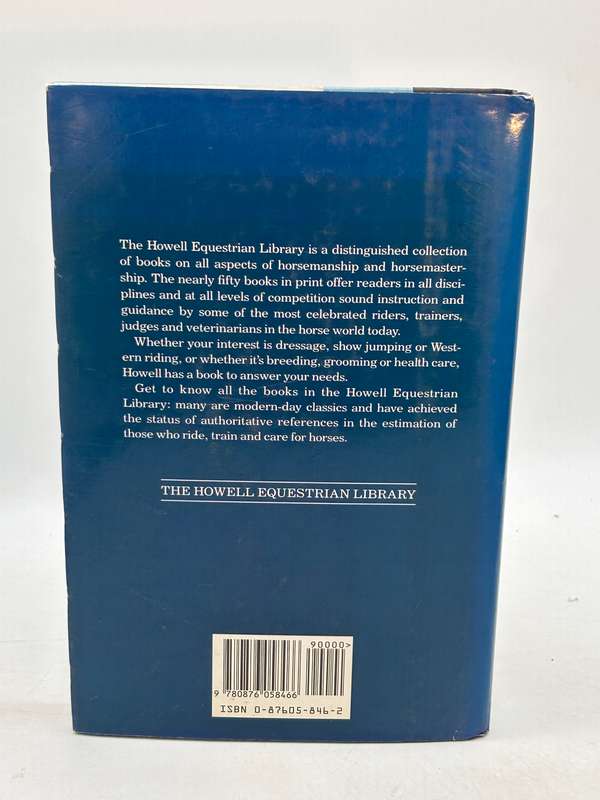 The Howell Equestrian Library is a distinguished collection
of books on all aspects of horsemanship and horsemaster-
ship. The nearly fifty books in print offer readers in all disci-
plines and at all levels of competition sound instruction and
guidance by some of the most celebrated riders, trainers,
judges and veterinarians in the horse world today.
Whether your interest is dressage, show jumping or West-
ern riding, or whether it's breeding, grooming or health care,
Howell has a book to answer your needs.
Get to know all the books in the Howell Equestrian
Library: many are modern-day classics and have achieved
the status of authoritative references in the estimation of
those who ride, train and care for horses.
THE HOWELL EQUESTRIAN LIBRARY
90000>
9 780876 058466
ISBN 0-87605-846-2